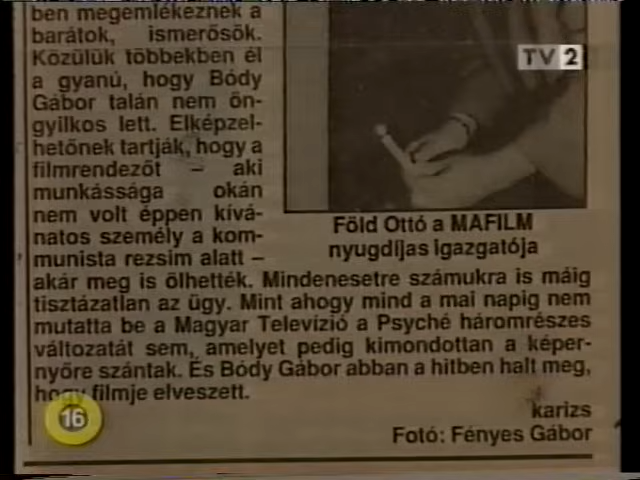 ben megemlékeznek a
barátok, ismerősök.
Közülük többekben él
a gyanú, hogy Bódy
Gábor talán nem ön-
gyilkos lett. Elképzel-
hetőnek tartják, hogy a
filmrendezőt – aki
munkássága okán
nem volt éppen kívá-
natos személy a kom-
munista rezsim alatt –
akár meg is ölhették. Mindenesetre számukra is máig
tisztázatlan az ügy. Mint ahogy mind a mai napig nem
mutatta be a Magyar Televízió a Psyché háromrészes
változatát sem, amelyet pedig kimondottan a képer-
nyőre szántak. És Bódy Gábor abban a hitben halt meg,
hogy filmje elveszett.
karizs
Fotó: Fényes Gábor
Föld Ottó a MAFILM
nyugdíjas igazgatója
TV2
16